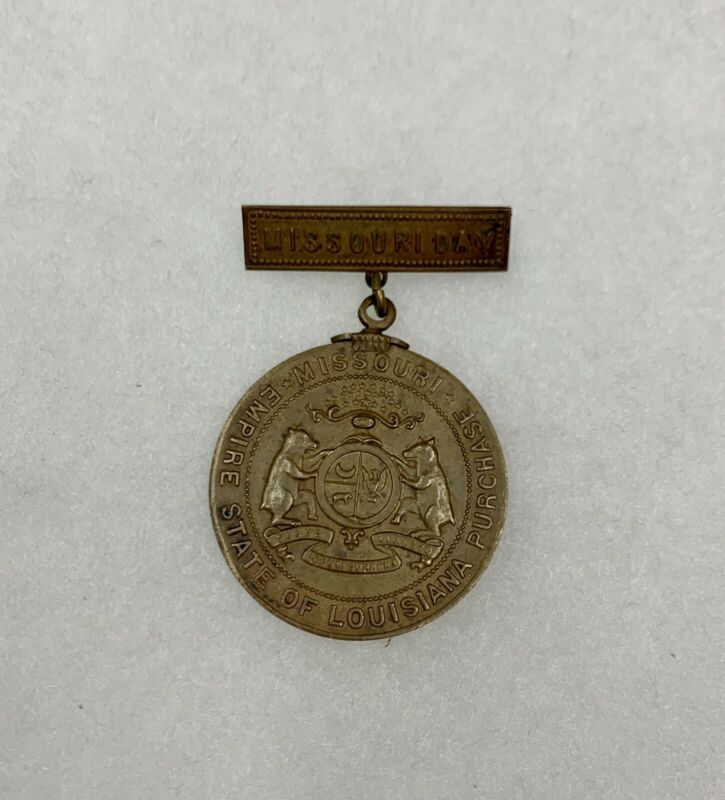 MISSOURI DAY
MISSOURI
EMPIRE STATE OF LOUISIANA PURCHASE